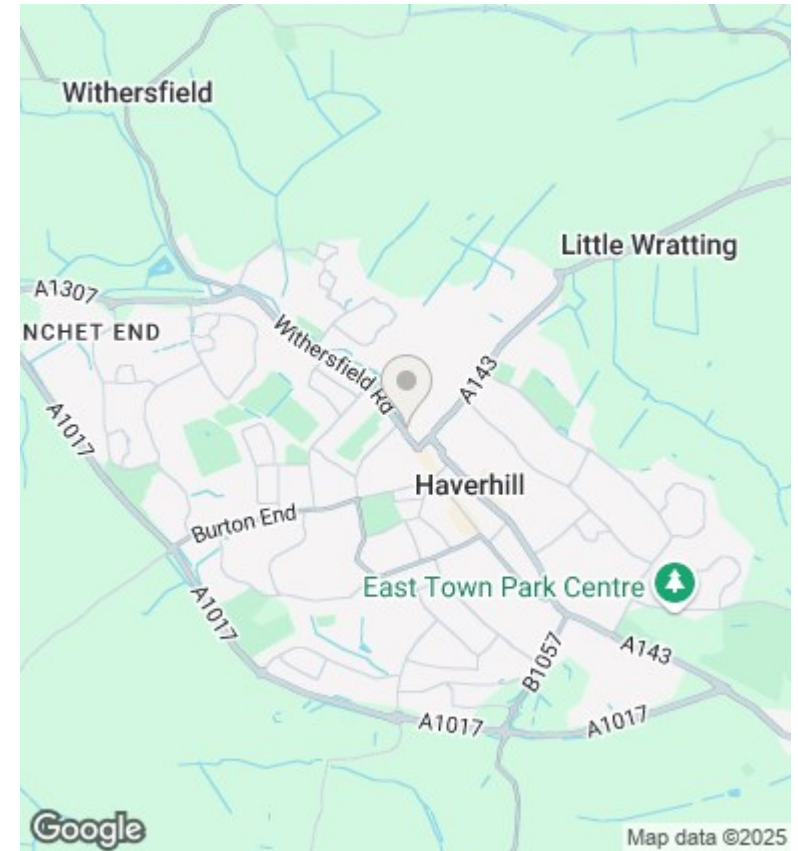 Withersfield
Little Wratting
A1307
NCHET END
Withersfield Rd
A143
A1017
Haverhill
Burton End
East Town Park Centre
A1017
A143
B1057
A1017
A1017
Google
Map data ©2025